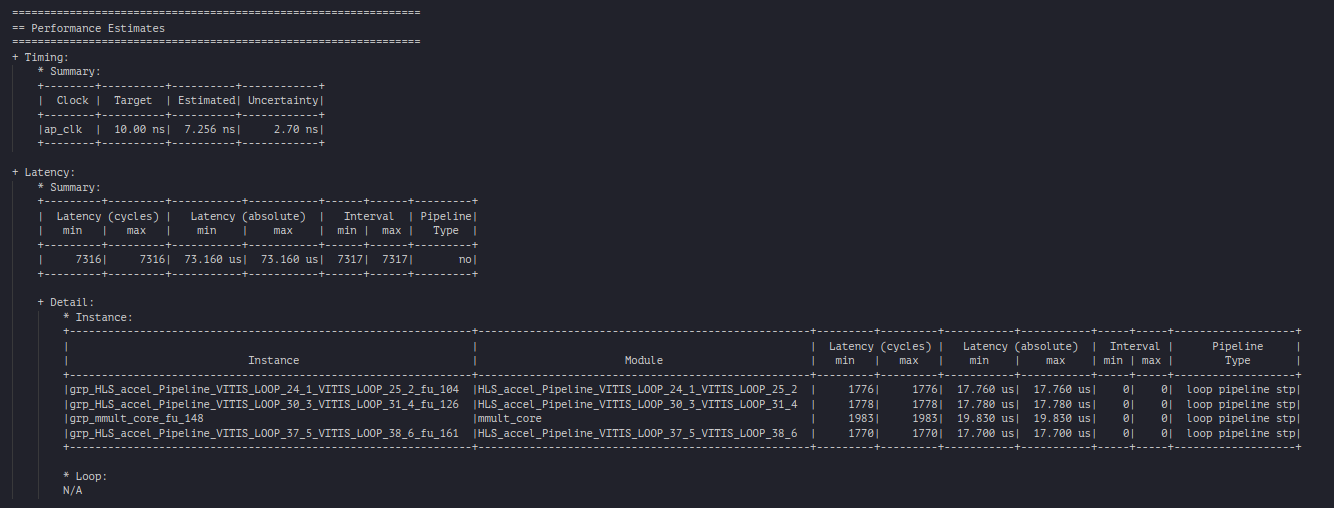 ================================================================
== Performance Estimates
================================================================
+ Timing:
    * Summary:
    +--------+----------+----------+------------+
    |  Clock |  Target  | Estimated| Uncertainty|
    +--------+----------+----------+------------+
    |ap_clk  |  10.00 ns|  7.256 ns|     2.70 ns|
    +--------+----------+----------+------------+

+ Latency:
    * Summary:
    +---------+---------+-----------+-----------+------+------+---------+
    |  Latency (cycles) |   Latency (absolute)  |   Interval  | Pipeline|
    |   min   |   max   |    min    |    max    |  min |  max |   Type  |
    +---------+---------+-----------+-----------+------+------+---------+
    |     7316|     7316|  73.160 us|  73.160 us|  7317|  7317|       no|
    +---------+---------+-----------+-----------+------+------+---------+

    + Detail:
        * Instance:
        +---------------------------------------------------------------+----------------------------------------------------+---------+---------+-----------+-----------+-----+-----+-------------------+
        |                                                               |                                                    |  Latency (cycles) |   Latency (absolute)  |  Interval |      Pipeline     |
        |                            Instance                           |                       Module                       |   min   |   max   |    min    |    max    | min | max |        Type       |
        +---------------------------------------------------------------+----------------------------------------------------+---------+---------+-----------+-----------+-----+-----+-------------------+
        |grp_HLS_accel_Pipeline_VITIS_LOOP_24_1_VITIS_LOOP_25_2_fu_104  |HLS_accel_Pipeline_VITIS_LOOP_24_1_VITIS_LOOP_25_2  |     1776|     1776|  17.760 us|  17.760 us|    0|    0|  loop pipeline stp|
        |grp_HLS_accel_Pipeline_VITIS_LOOP_30_3_VITIS_LOOP_31_4_fu_126  |HLS_accel_Pipeline_VITIS_LOOP_30_3_VITIS_LOOP_31_4  |     1778|     1778|  17.780 us|  17.780 us|    0|    0|  loop pipeline stp|
        |grp_mmult_core_fu_148                                          |mmult_core                                          |     1983|     1983|  19.830 us|  19.830 us|    0|    0|  loop pipeline stp|
        |grp_HLS_accel_Pipeline_VITIS_LOOP_37_5_VITIS_LOOP_38_6_fu_161  |HLS_accel_Pipeline_VITIS_LOOP_37_5_VITIS_LOOP_38_6  |     1770|     1770|  17.700 us|  17.700 us|    0|    0|  loop pipeline stp|
        +---------------------------------------------------------------+----------------------------------------------------+---------+---------+-----------+-----------+-----+-----+-------------------+

        * Loop:
        N/A